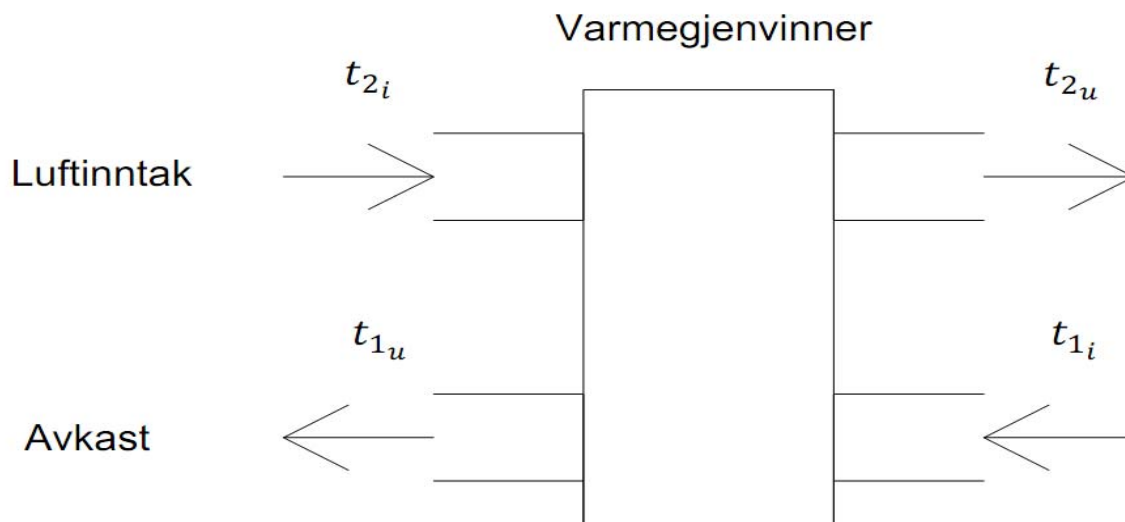 Varmegjenvinner
t₂ᵢ
t₂ᵤ
Luftinntak
t₁ᵤ
t₁ᵢ
Avkast